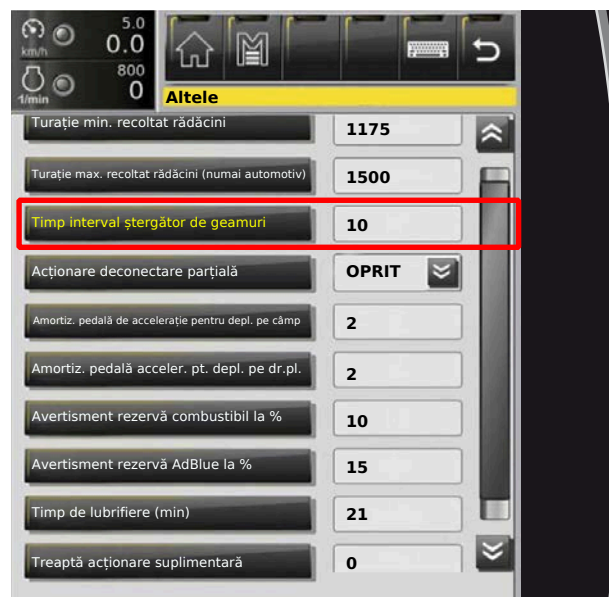 5.0
km/h
0.0
800
1/min
0
Altele
Turație min. recoltat rădăcini 1175
Turație max. recoltat rădăcini (numai automotiv) 1500
Timp interval ștergător de geamuri 10
Acționare deconectare parțială OPRIT
Amortiz. pedală de accelerație pentru depl. pe câmp 2
Amortiz. pedală acceler. pt. depl. pe dr.pl. 2
Avertisment rezervă combustibil la % 10
Avertisment rezervă AdBlue la % 15
Timp de lubrifiere (min) 21
Treaptă acționare suplimentară 0